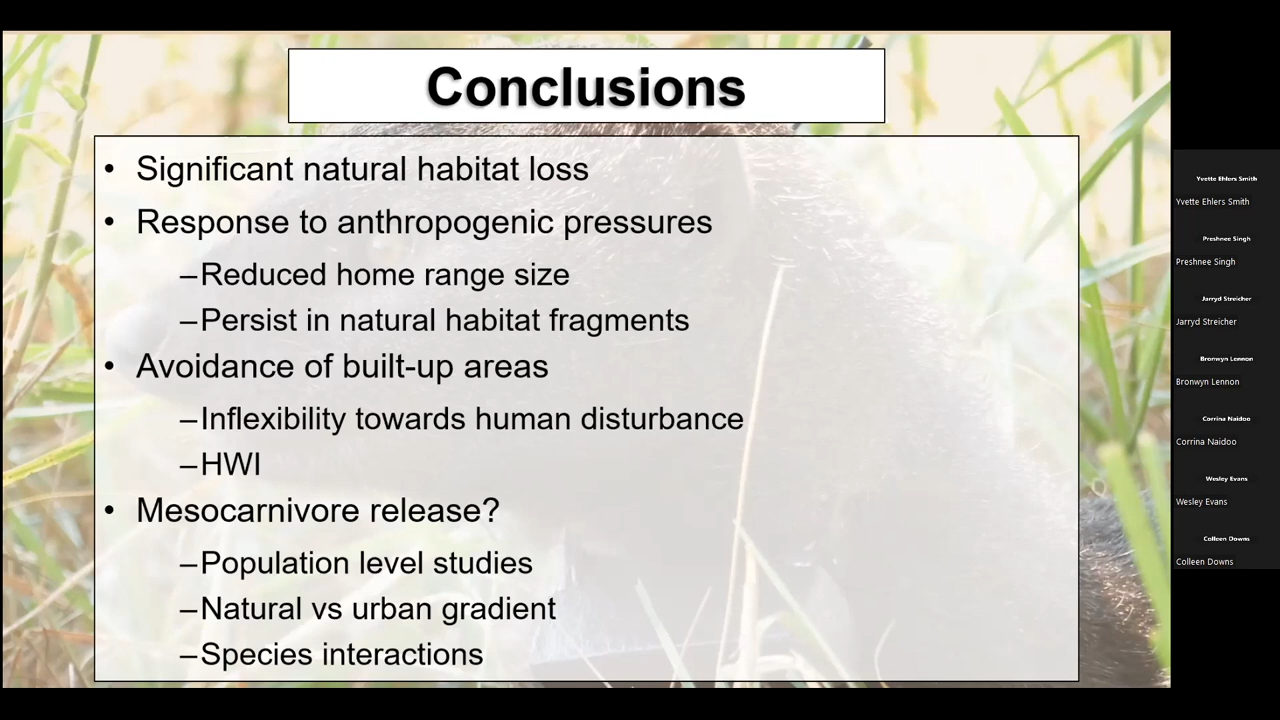 Conclusions
• Significant natural habitat loss
• Response to anthropogenic pressures
–Reduced home range size
–Persist in natural habitat fragments
• Avoidance of built-up areas
–Inflexibility towards human disturbance
–HWI
• Mesocarnivore release?
–Population level studies
–Natural vs urban gradient
–Species interactions
Yvette Ehlers Smith
Yvette Ehlers Smith
Preshnee Singh
Preshnee Singh
Jarryd Streicher
Jarryd Streicher
Bronwyn Lennon
Bronwyn Lennon
Corrina Naidoo
Corrina Naidoo
Wesley Evans
Wesley Evans
Colleen Downs
Colleen Downs